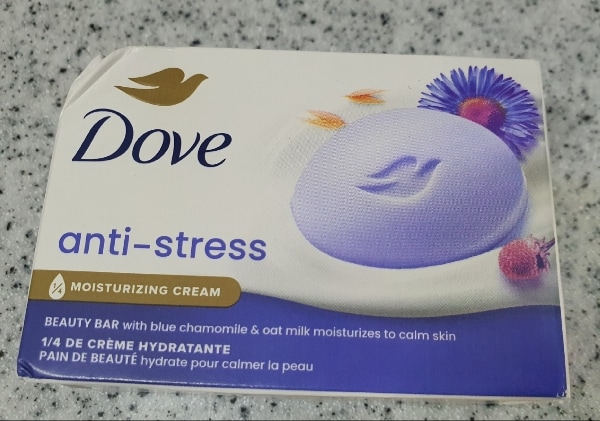 Dove
anti-stress
1/4 MOISTURIZING CREAM
BEAUTY BAR with blue chamomile & oat milk moisturizes to calm skin
1/4 DE CRÈME HYDRATANTE
PAIN DE BEAUTÉ hydrate pour calmer la peau